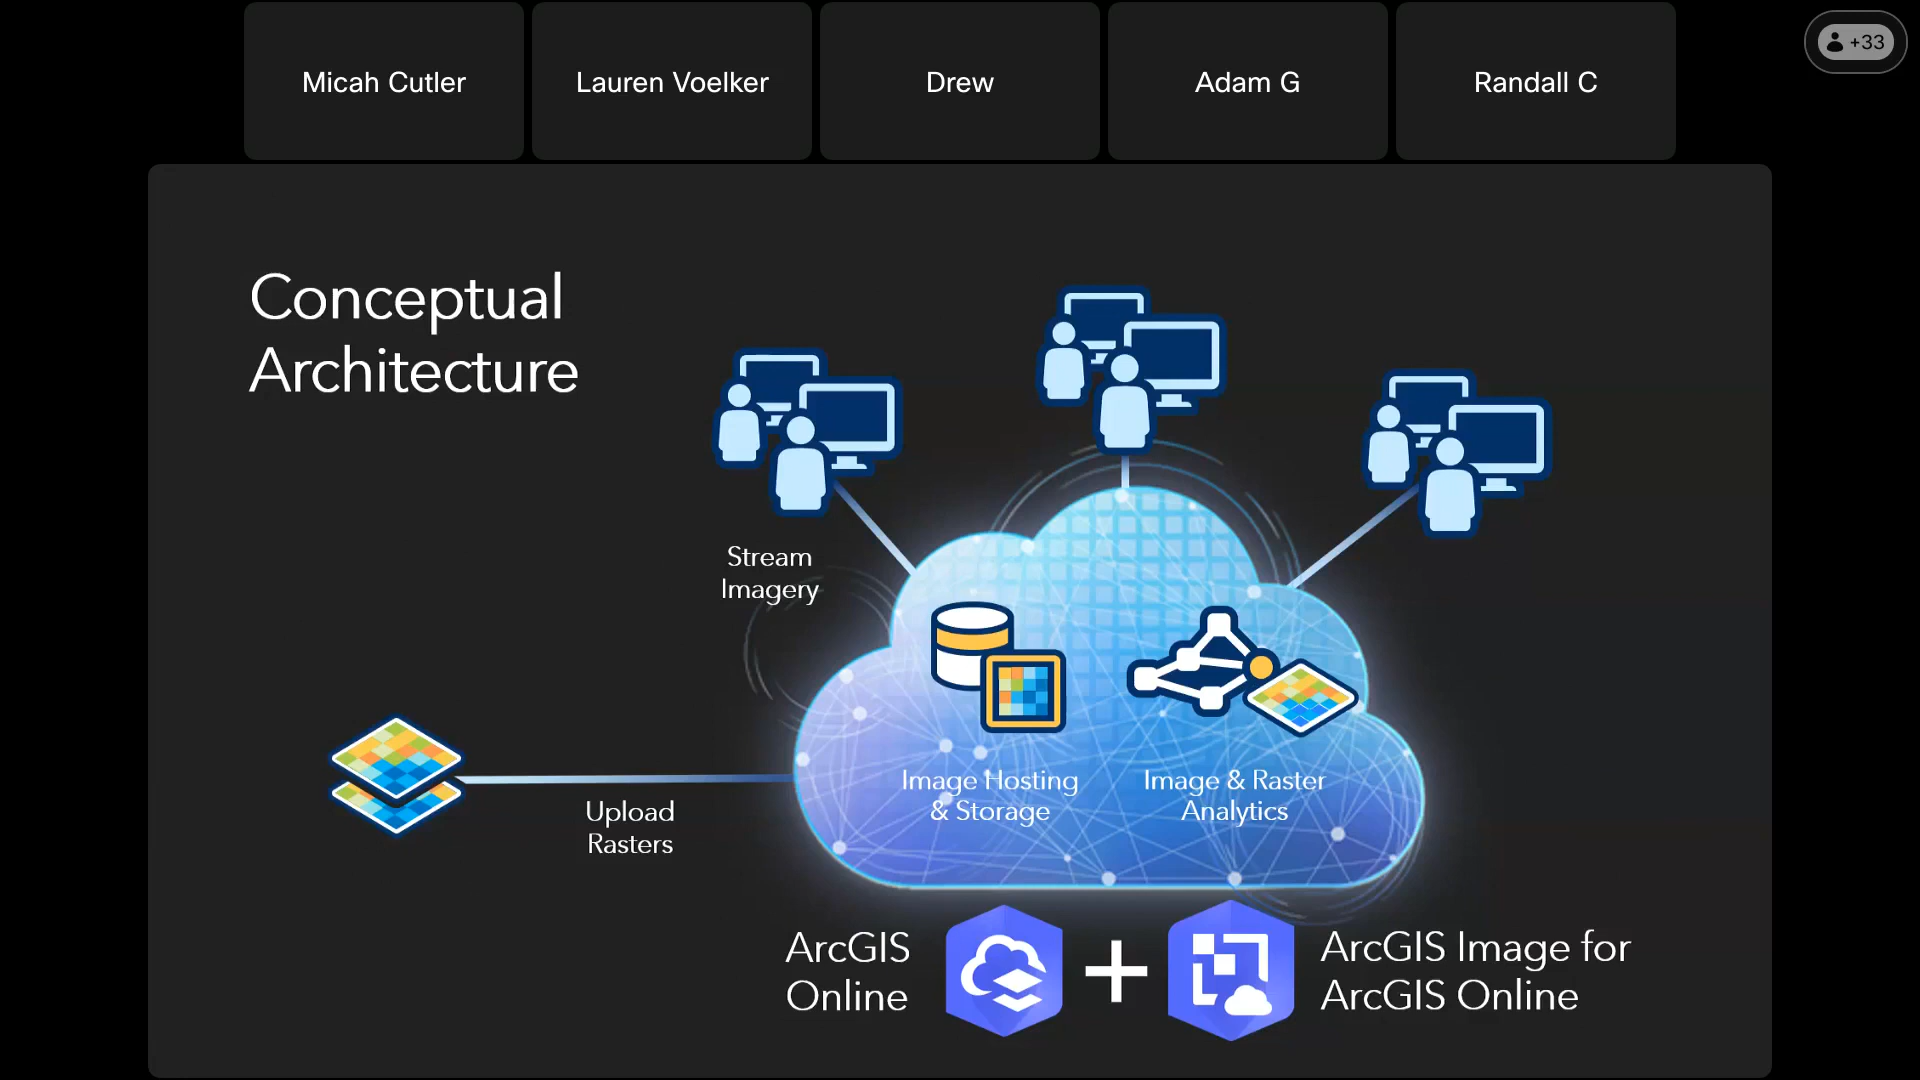 Micah Cutler
Lauren Voelker
Drew
Adam G
Randall C
+33
Conceptual
Architecture
Stream
Imagery
Upload
Rasters
Image Hosting
& Storage
Image & Raster
Analytics
ArcGIS
Online
ArcGIS Image for
ArcGIS Online